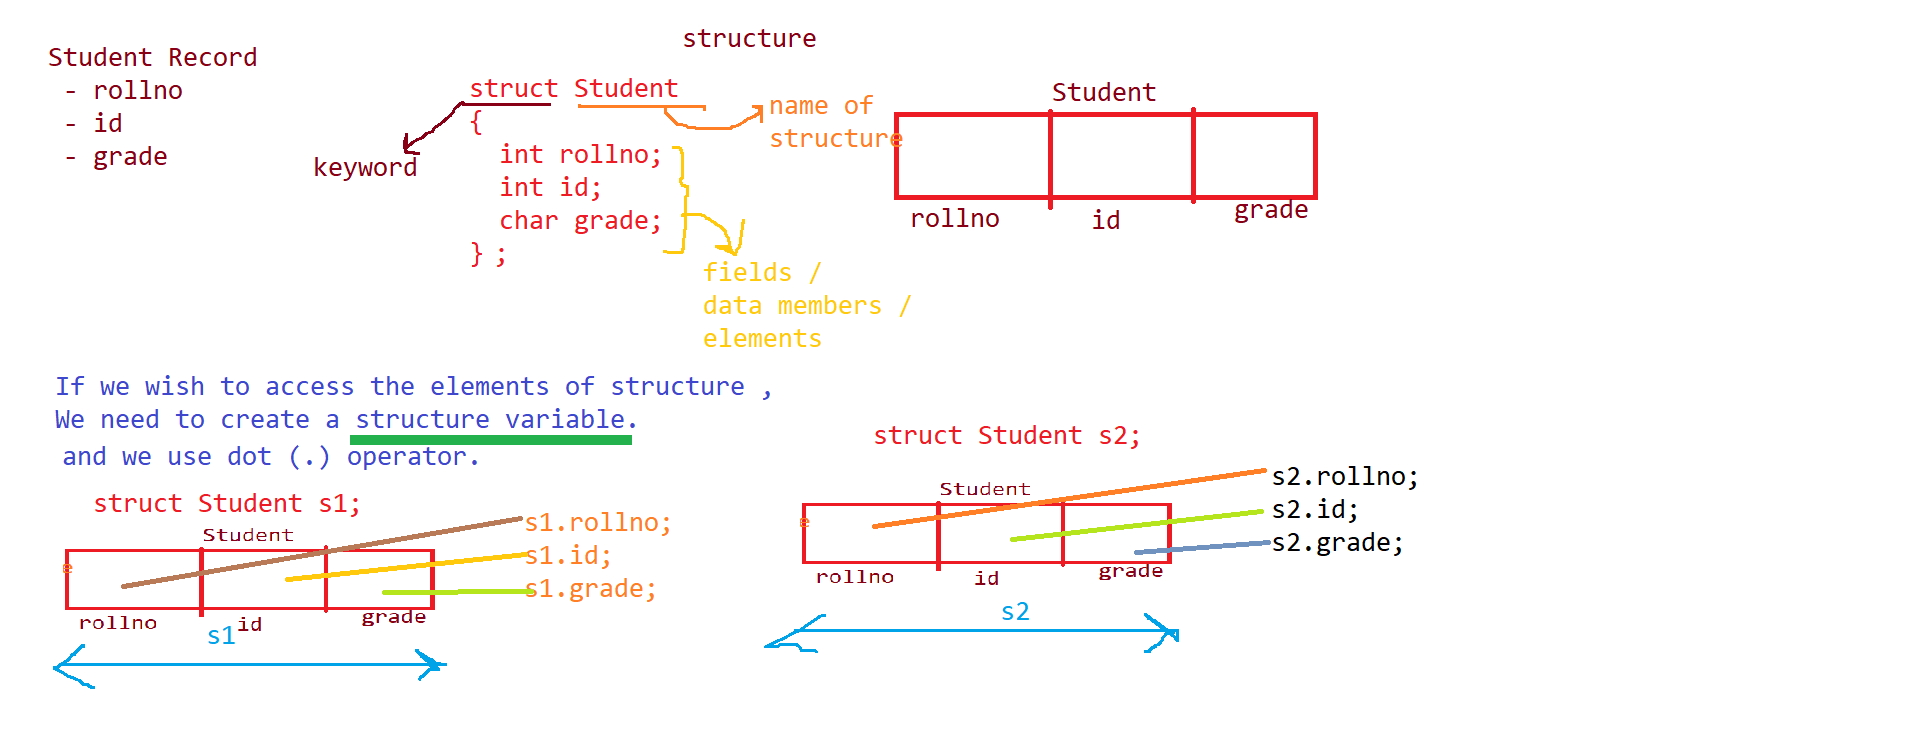 structure
Student Record
- rollno
- id
- grade
struct Student
{
int rollno;
int id;
char grade;
} ;
keyword
name of
structure
fields /
data members /
elements
Student
rollno
id
grade
If we wish to access the elements of structure ,
We need to create a structure variable.
and we use dot (.) operator.
struct Student s1;
Student
e
rollno
id
grade
s1
s1.rollno;
s1.id;
s1.grade;
struct Student s2;
Student
e
rollno
id
grade
s2
s2.rollno;
s2.id;
s2.grade;